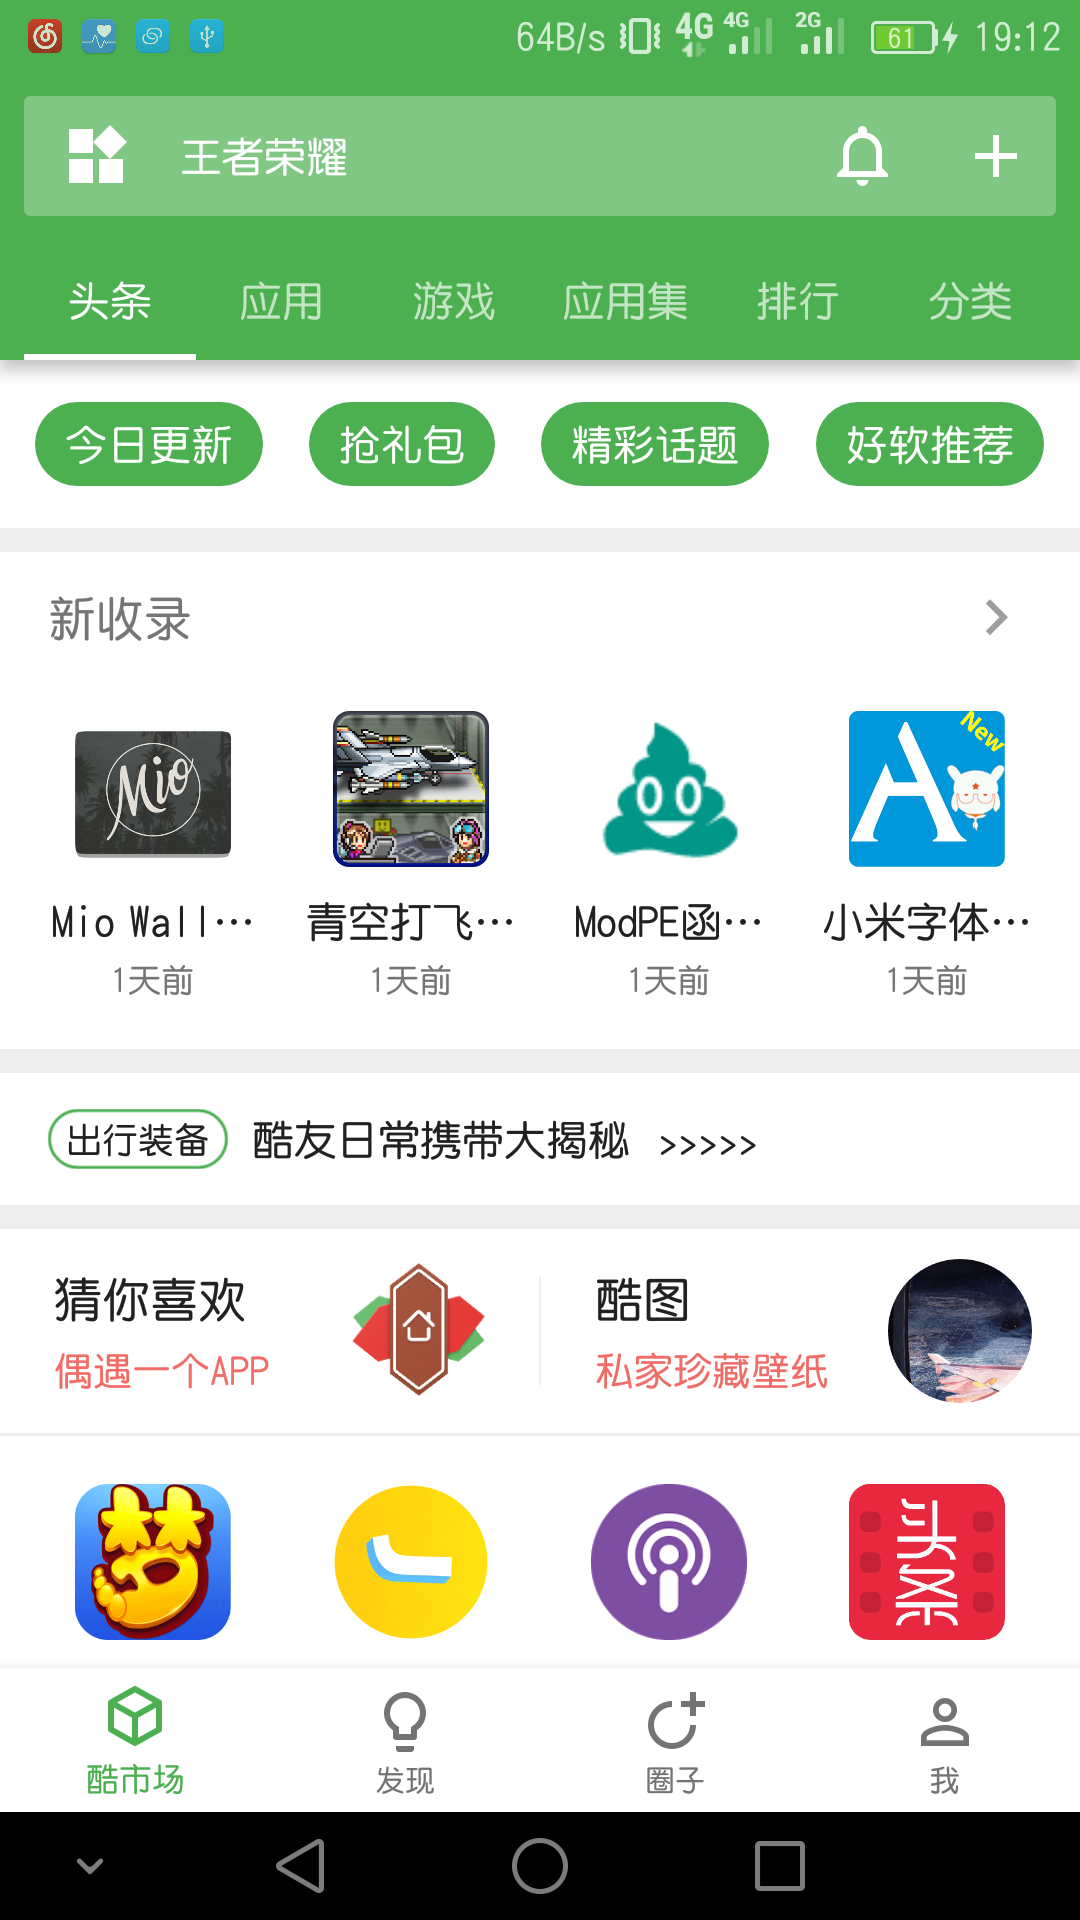 64B/s 4G 4G 2G 61 19:12
王者荣耀
头条 应用 游戏 应用集 排行 分类
今日更新 抢礼包 精彩话题 好软推荐
新收录
Mio
New
Mio Wall… 青空打飞… ModPE函… 小米字体…
1天前 1天前 1天前 1天前
出行装备 酷友日常携带大揭秘 >>>>>
猜你喜欢 酷图
偶遇一个APP 私家珍藏壁纸
梦 头条
酷市场 发现 圈子 我